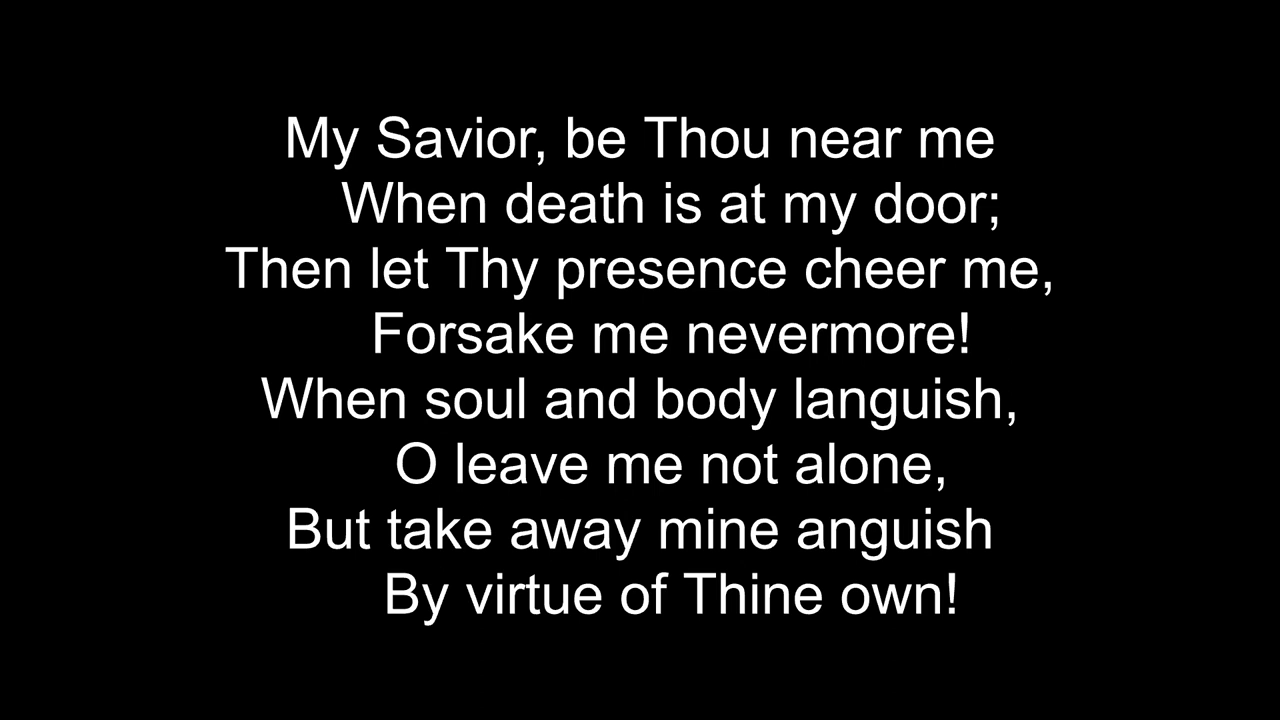 My Savior, be Thou near me
When death is at my door;
Then let Thy presence cheer me,
Forsake me nevermore!
When soul and body languish,
O leave me not alone,
But take away mine anguish
By virtue of Thine own!